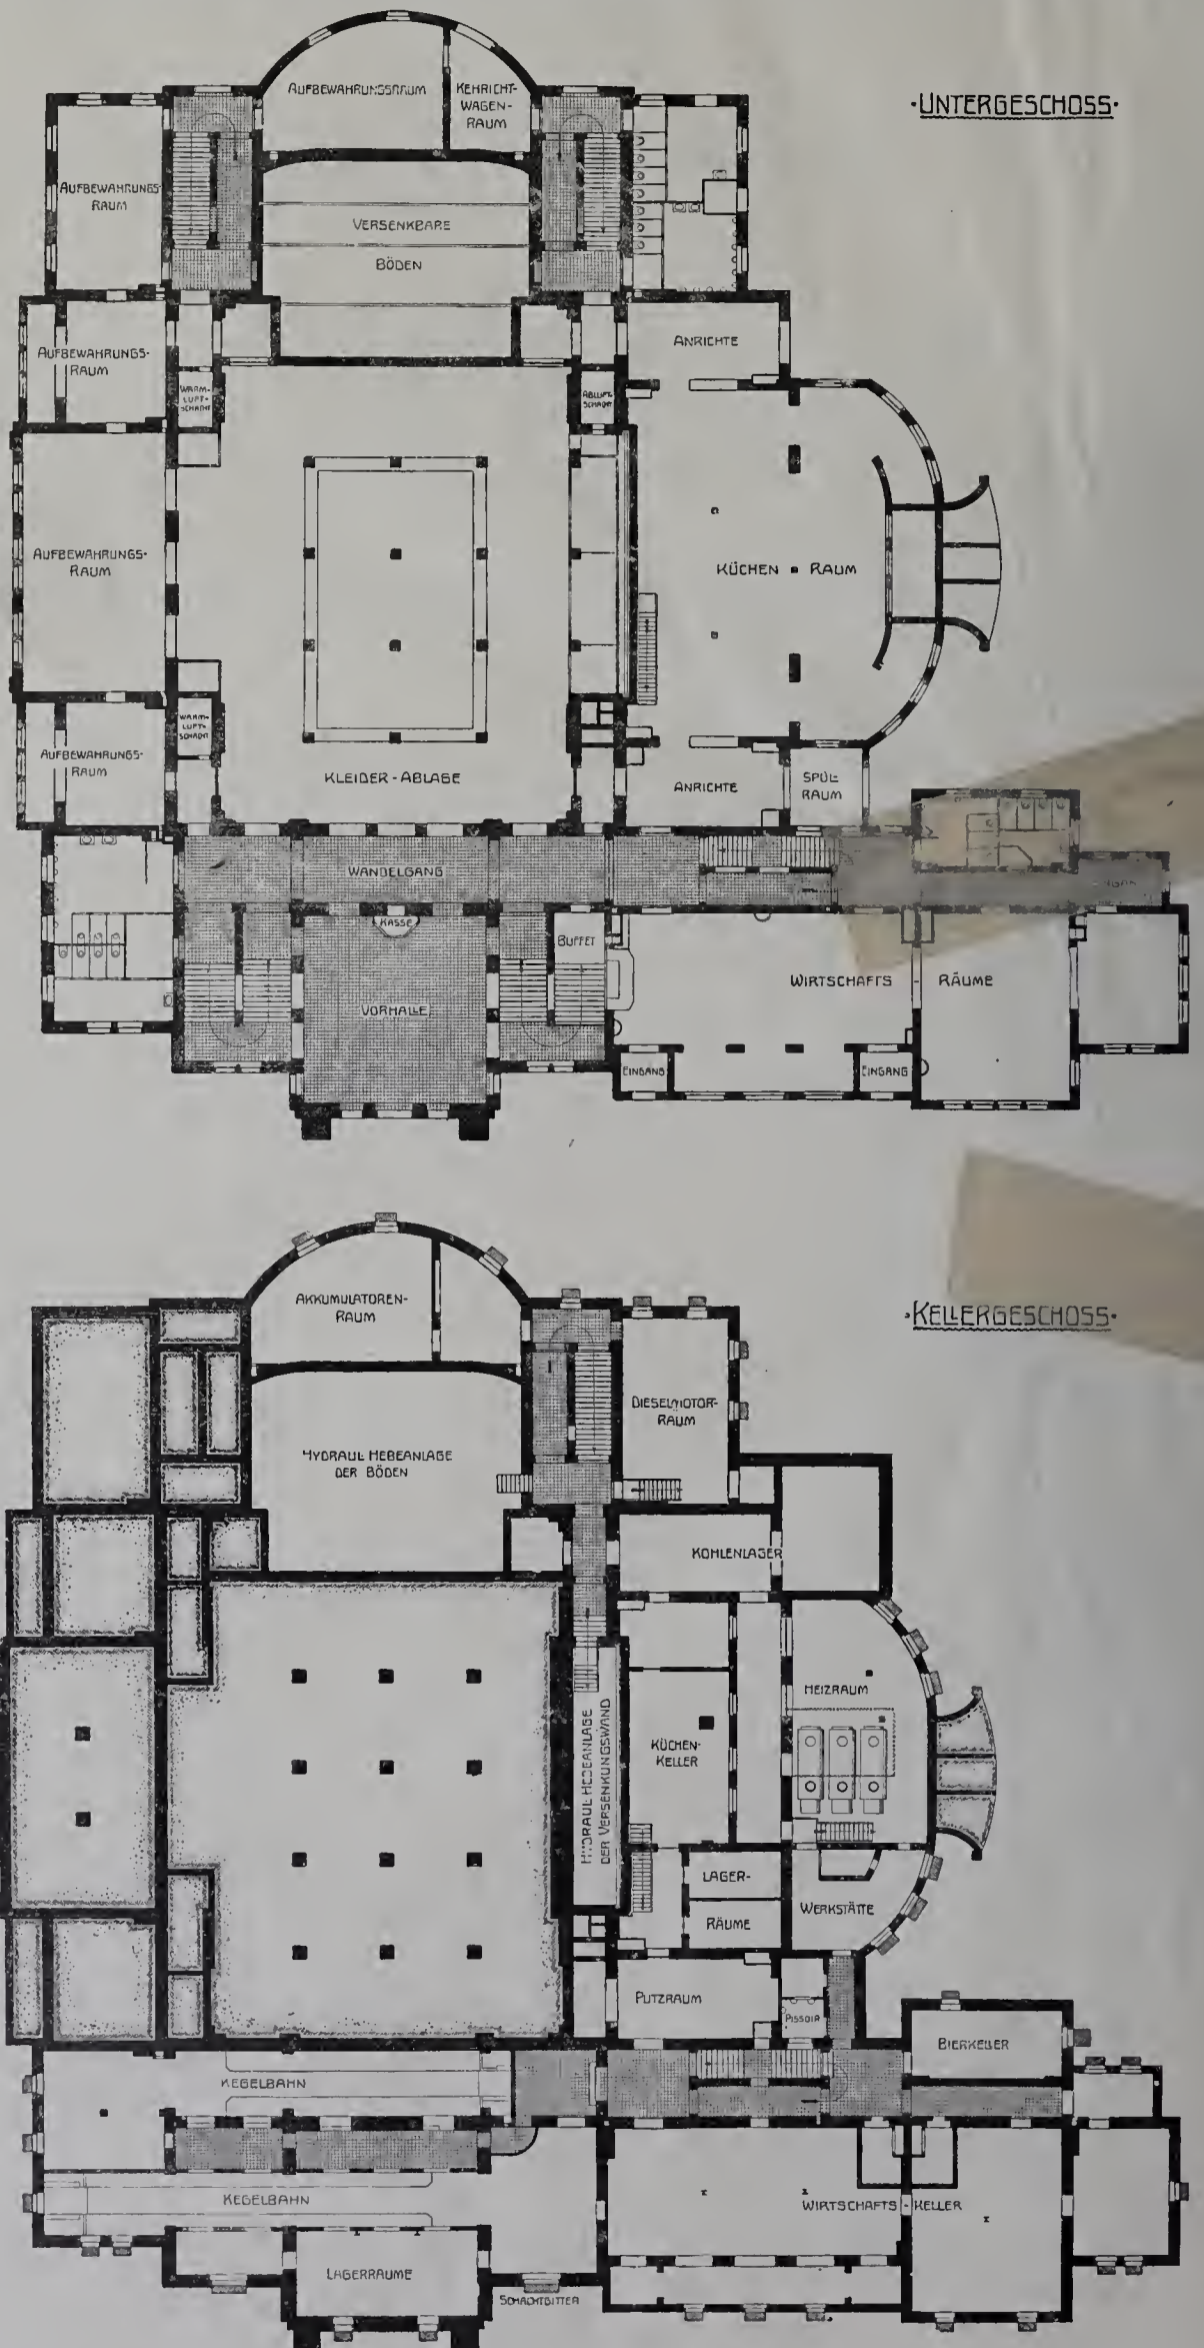 ·UNTERGESCHOSS·
AUFBEWAHRUNGSRAUM
KEHRICHT-
WAGEN-
RAUM
AUFBEWAHRUNGS-
RAUM
VERSENKBARE
BÖDEN
AUFBEWAHRUNGS-
RAUM
ANRICHTE
WARM-
LUFT-
SCHACHT
ABLUFT-
SCHACHT
AUFBEWAHRUNGS-
RAUM
KÜCHEN RAUM
WARM-
LUFT-
SCHACHT
AUFBEWAHRUNGS-
RAUM
KLEIDER-ABLAGE
ANRICHTE
SPÜL-
RAUM
WANDELGANG
KASSE
BUFFET
VORHALLE
WIRTSCHAFTS - RÄUME
EINGANG
EINGANG
·KELLERGESCHOSS·
AKKUMULATOREN-
RAUM
DIESELMOTOR-
RAUM
HYDRAUL. HEBEANLAGE
DER BÖDEN
KOHLENLAGER
HEIZRAUM
HYDRAUL. HEBEANLAGE
DER VERSENKUNGSWAND
KÜCHEN-
KELLER
LAGER-
RÄUME
WERKSTÄTTE
PUTZRAUM
PISSOIR
BIERKELLER
KEGELBAHN
KEGELBAHN
WIRTSCHAFTS - KELLER
LAGERRÄUME
SCHACHTGITTER